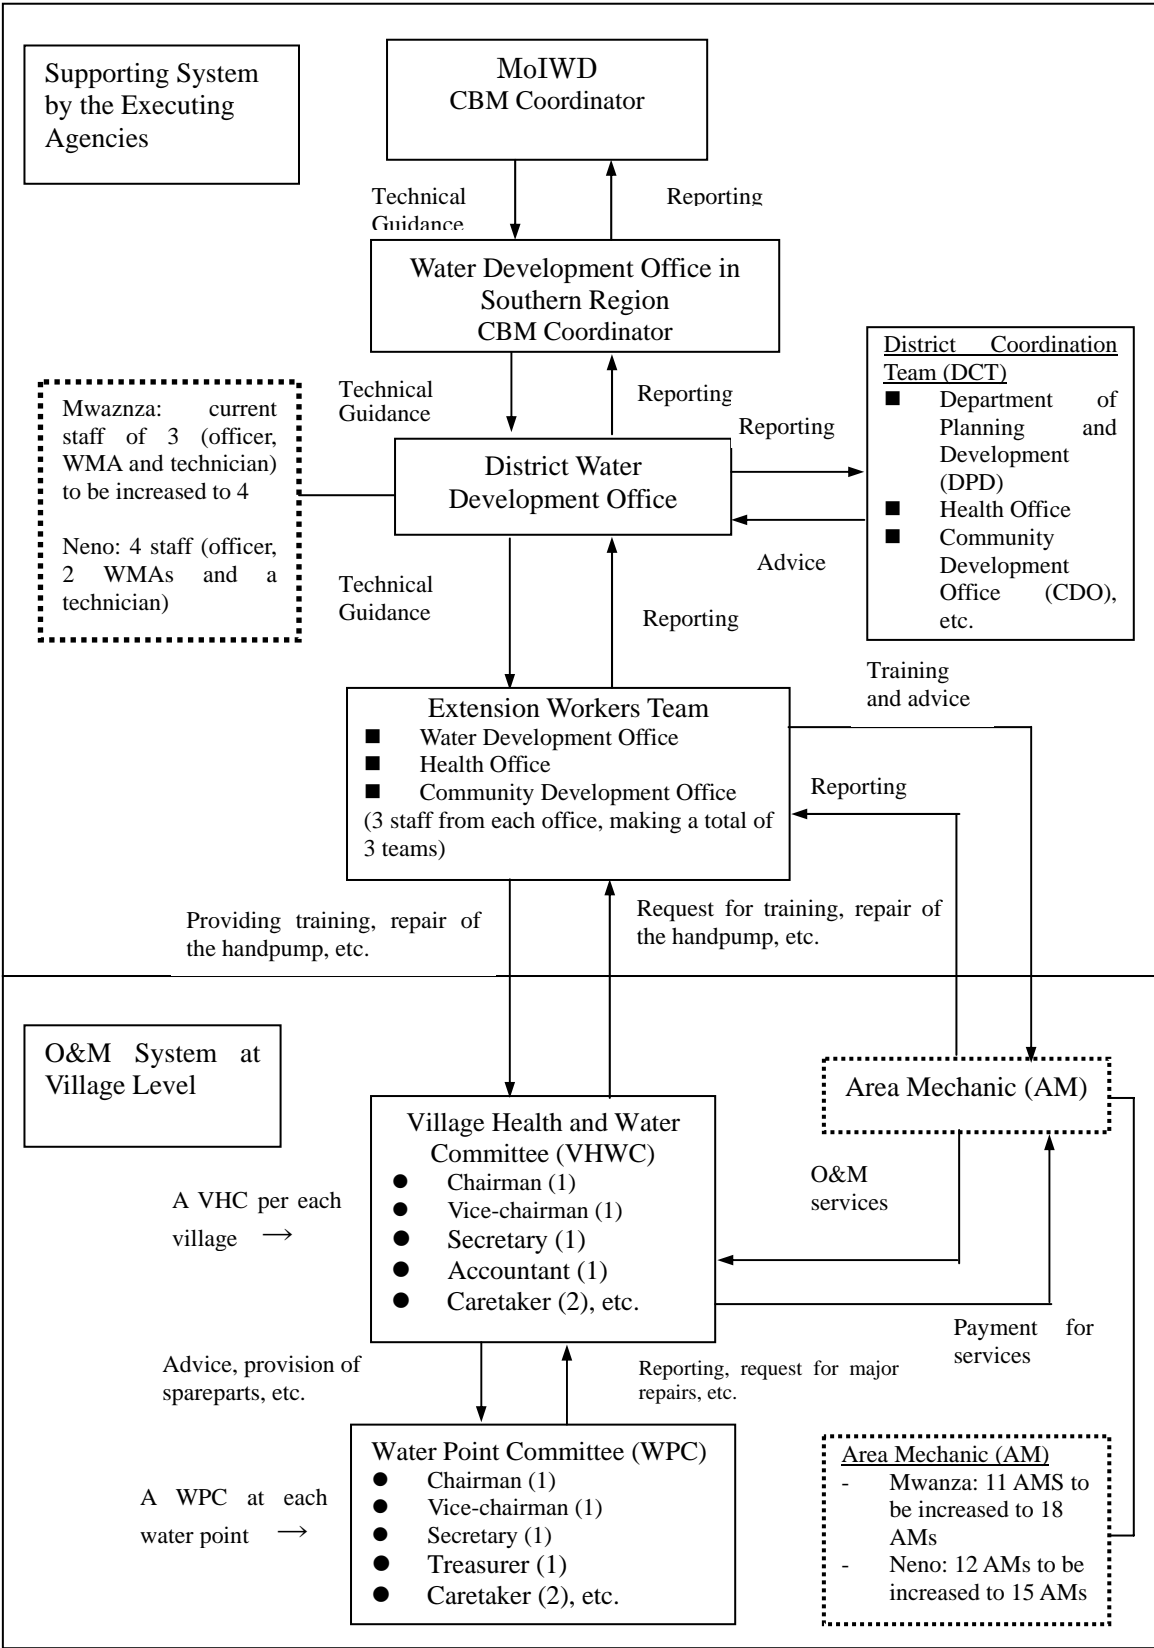 Supporting System
by the Executing
Agencies
MoIWD
CBM Coordinator
Technical
Guidance
Reporting
Water Development Office in
Southern Region
CBM Coordinator
District Coordination
Team (DCT)
■ Department of
Planning and
Development
(DPD)
■ Health Office
■ Community
Development
Office (CDO),
etc.
Technical
Guidance
Reporting
Mwaznza: current
staff of 3 (officer,
WMA and technician)
to be increased to 4
Neno: 4 staff (officer,
2 WMAs and a
technician)
Reporting
District Water
Development Office
Advice
Technical
Guidance
Reporting
Training
and advice
Extension Workers Team
■ Water Development Office
■ Health Office
■ Community Development Office
(3 staff from each office, making a total of
3 teams)
Reporting
Providing training, repair of
the handpump, etc.
Request for training, repair of
the handpump, etc.
O&M System at
Village Level
Area Mechanic (AM)
Village Health and Water
Committee (VHWC)
● Chairman (1)
● Vice-chairman (1)
● Secretary (1)
● Accountant (1)
● Caretaker (2), etc.
A VHC per each
village →
O&M
services
Payment for
services
Advice, provision of
spareparts, etc.
Reporting, request for major
repairs, etc.
Water Point Committee (WPC)
● Chairman (1)
● Vice-chairman (1)
● Secretary (1)
● Treasurer (1)
● Caretaker (2), etc.
A WPC at each
water point →
Area Mechanic (AM)
- Mwanza: 11 AMS to
be increased to 18
AMs
- Neno: 12 AMs to be
increased to 15 AMs